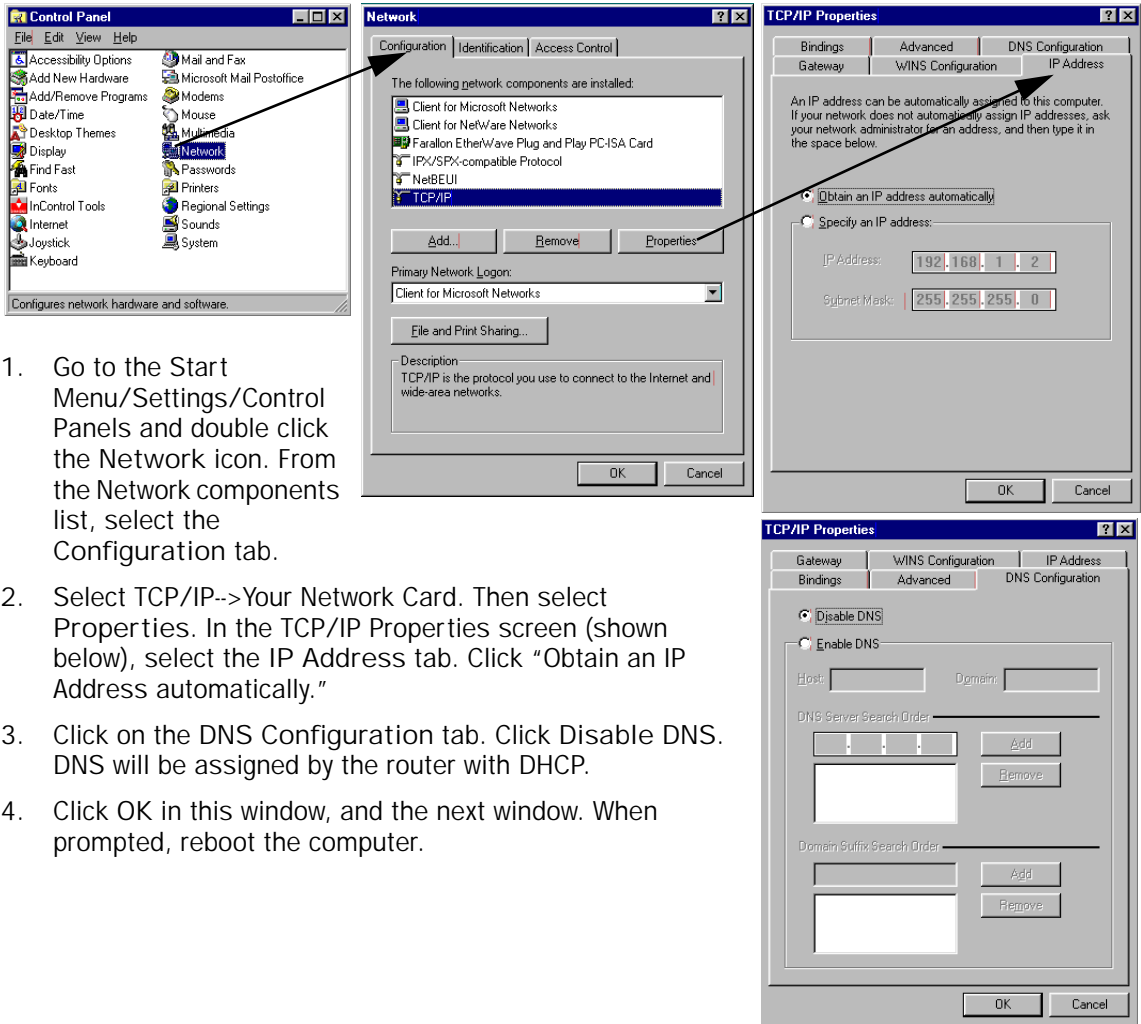 Control Panel
File Edit View Help
Accessibility Options
Add New Hardware
Add/Remove Programs
Date/Time
Desktop Themes
Display
Find Fast
Fonts
InControl Tools
Internet
Joystick
Keyboard
Mail and Fax
Microsoft Mail Postoffice
Modems
Mouse
Multimedia
Network
Passwords
Printers
Regional Settings
Sounds
System
Configures network hardware and software.
Network
Configuration Identification Access Control
The following network components are installed:
Client for Microsoft Networks
Client for NetWare Networks
Farallon EtherWave Plug and Play PC-ISA Card
IPX/SPX-compatible Protocol
NetBEUI
TCP/IP
Add... Remove Properties
Primary Network Logon:
Client for Microsoft Networks
File and Print Sharing...
Description
TCP/IP is the protocol you use to connect to the Internet and
wide-area networks.
OK Cancel
TCP/IP Properties
Bindings Advanced DNS Configuration
Gateway WINS Configuration IP Address
An IP address can be automatically assigned to this computer.
If your network does not automatically assign IP addresses, ask
your network administrator for an address, and then type it in
the space below.
Obtain an IP address automatically
Specify an IP address:
IP Address: 192.168. 1 . 2
Subnet Mask: 255.255.255. 0
OK Cancel
1. Go to the Start
Menu/Settings/Control
Panels and double click
the Network icon. From
the Network components
list, select the
Configuration tab.
2. Select TCP/IP-->Your Network Card. Then select
Properties. In the TCP/IP Properties screen (shown
below), select the IP Address tab. Click “Obtain an IP
Address automatically.”
3. Click on the DNS Configuration tab. Click Disable DNS.
DNS will be assigned by the router with DHCP.
4. Click OK in this window, and the next window. When
prompted, reboot the computer.
TCP/IP Properties
Gateway WINS Configuration IP Address
Bindings Advanced DNS Configuration
Disable DNS
Enable DNS
Host: Domain:
DNS Server Search Order
Add
Remove
Domain Suffix Search Order
Add
Remove
OK Cancel